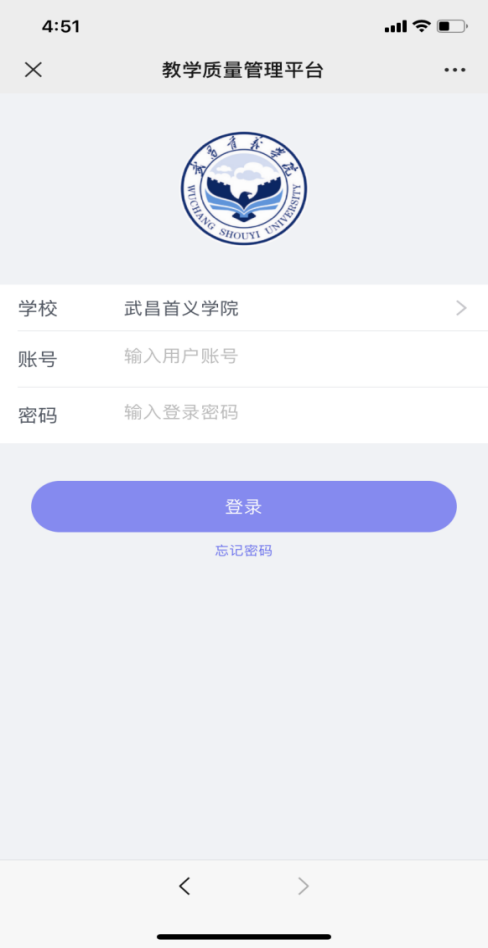 4:51
教学质量管理平台
武昌首义学院
WUCHANG SHOUYI UNIVERSITY
学校 武昌首义学院
账号 输入用户账号
密码 输入登录密码
登录
忘记密码